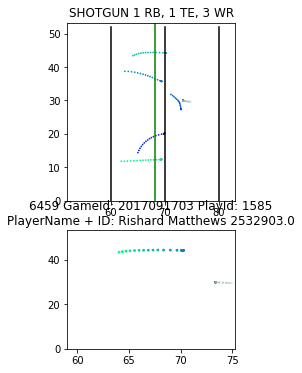 SHOTGUN 1 RB, 1 TE, 3 WR
50
40
30
20
10
0
60 70 80
6459 GameId: 2017091703 PlayId: 1585
PlayerName + ID: Rishard Matthews 2532903.0
40
20
0
60 65 70 75